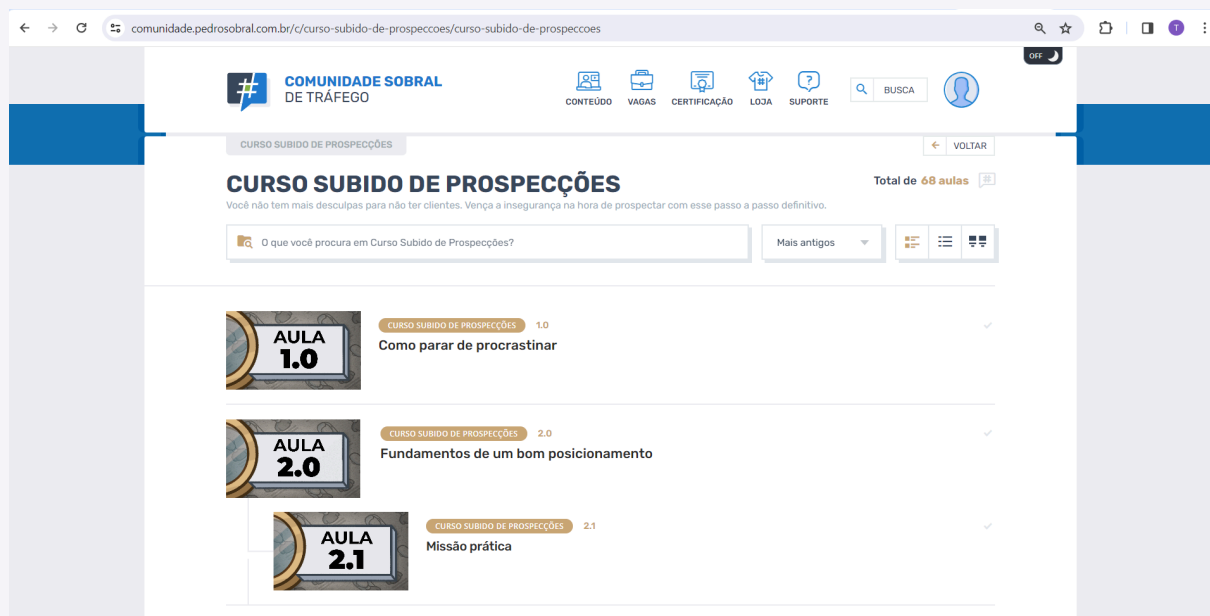 comunidade.pedrosobral.com.br/c/curso-subido-de-prospeccoes/curso-subido-de-prospeccoes
T
OFF
#
COMUNIDADE SOBRAL
DE TRÁFEGO
CONTEÚDO
VAGAS
CERTIFICAÇÃO
LOJA
SUPORTE
BUSCA
CURSO SUBIDO DE PROSPECÇÕES
VOLTAR
CURSO SUBIDO DE PROSPECÇÕES
Total de 68 aulas
Você não tem mais desculpas para não ter clientes. Vença a insegurança na hora de prospectar com esse passo a passo definitivo.
O que você procura em Curso Subido de Prospecções?
Mais antigos
AULA
1.0
CURSO SUBIDO DE PROSPECÇÕES 1.0
Como parar de procrastinar
AULA
2.0
CURSO SUBIDO DE PROSPECÇÕES 2.0
Fundamentos de um bom posicionamento
AULA
2.1
CURSO SUBIDO DE PROSPECÇÕES 2.1
Missão prática